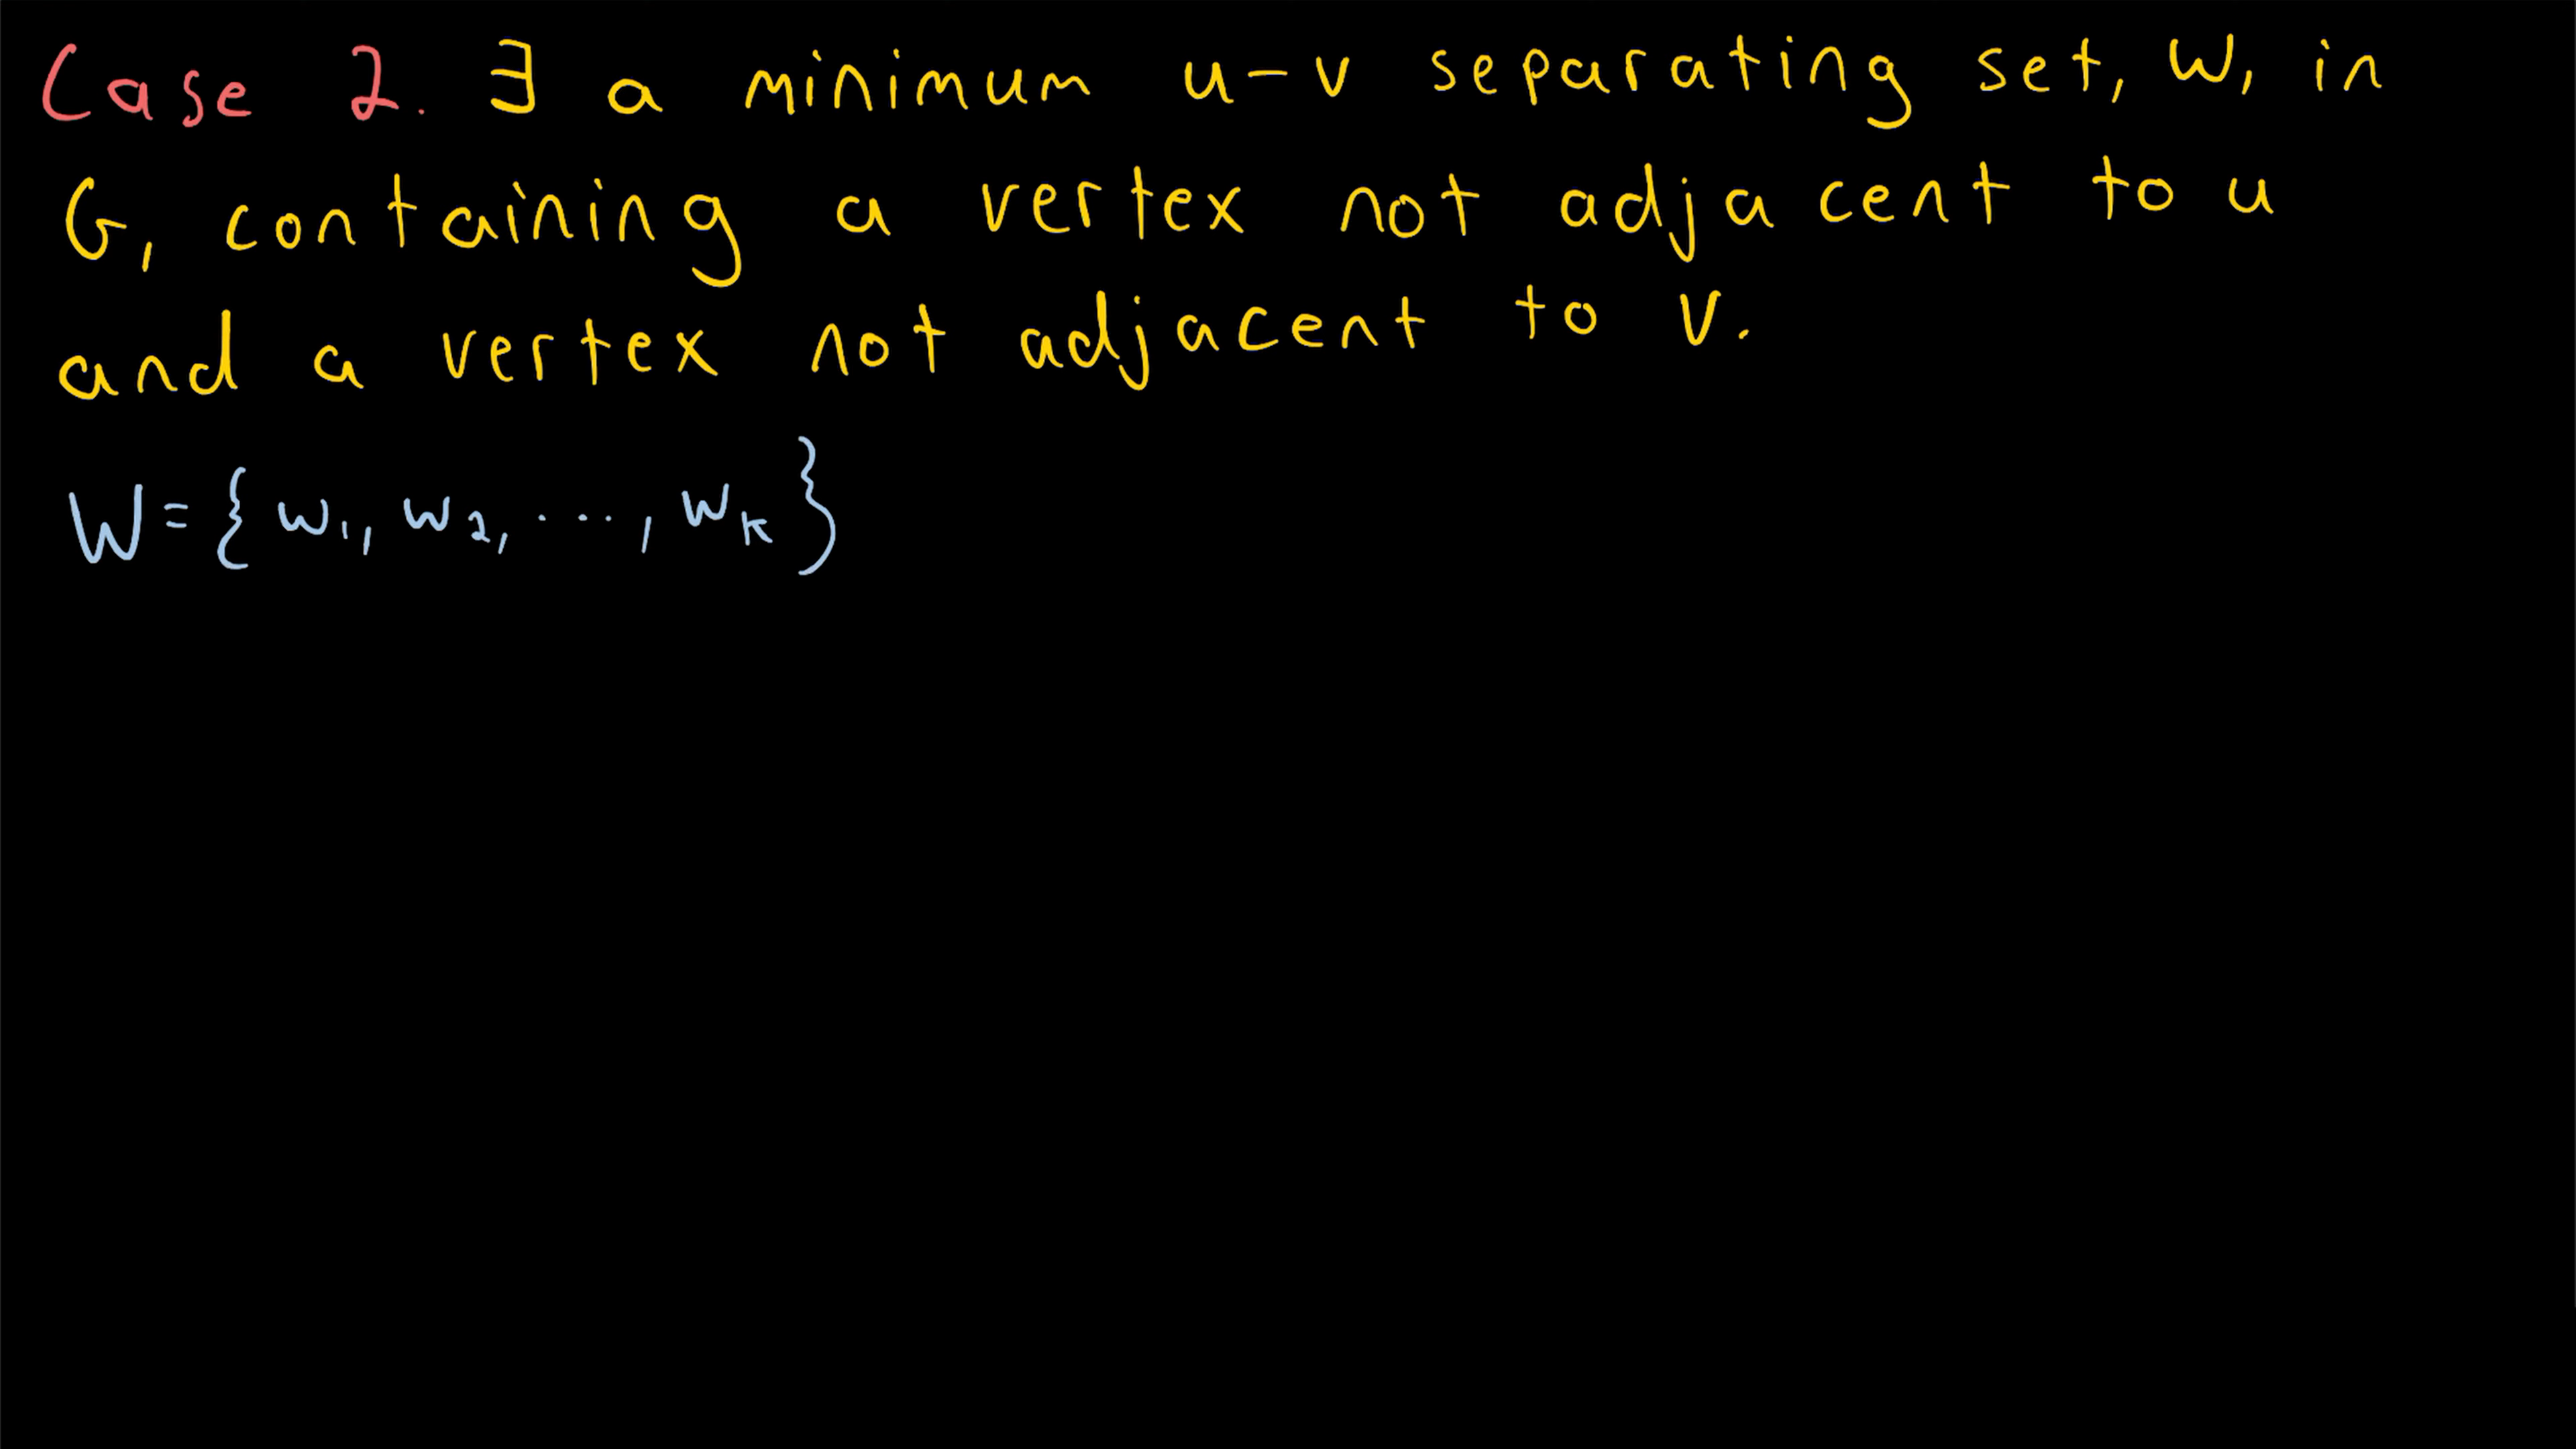 Case 2. ∃ a minimum u-v separating set, W, in
G, containing a vertex not adjacent to u
and a vertex not adjacent to v.
W = { w₁, w₂, ..., wₖ }